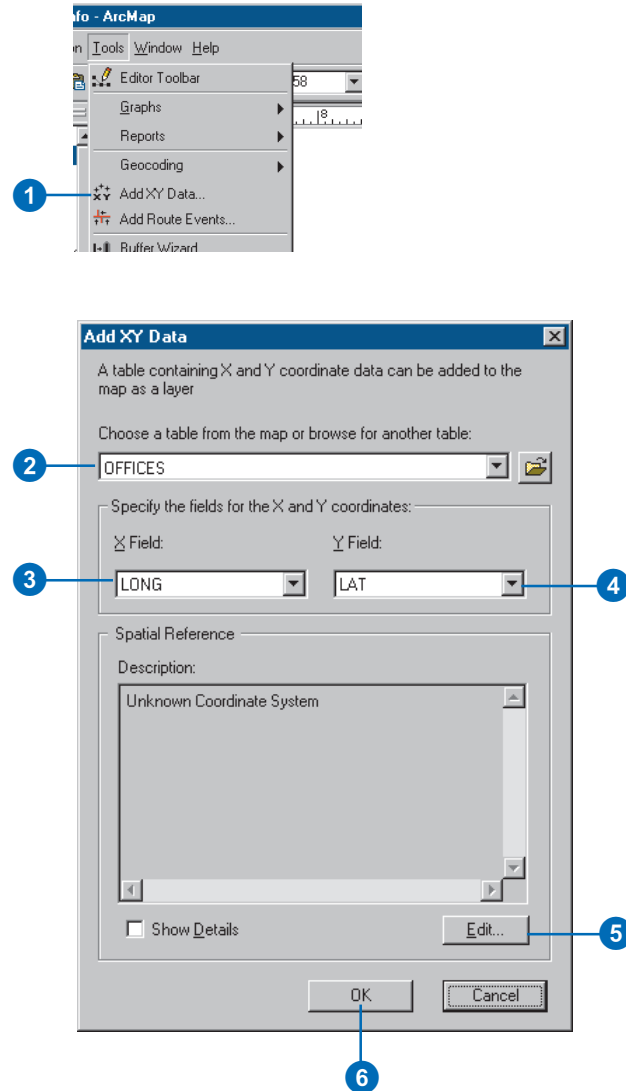 nfo - ArcMap
on Tools Window Help
Editor Toolbar
58
Graphs
8
Reports
Geocoding
1
Add XY Data...
Add Route Events...
Buffer Wizard
Add XY Data
A table containing X and Y coordinate data can be added to the
map as a layer
Choose a table from the map or browse for another table:
2
OFFICES
Specify the fields for the X and Y coordinates:
X Field: Y Field:
3
LONG LAT
4
Spatial Reference
Description:
Unknown Coordinate System
Show Details Edit...
5
OK Cancel
6